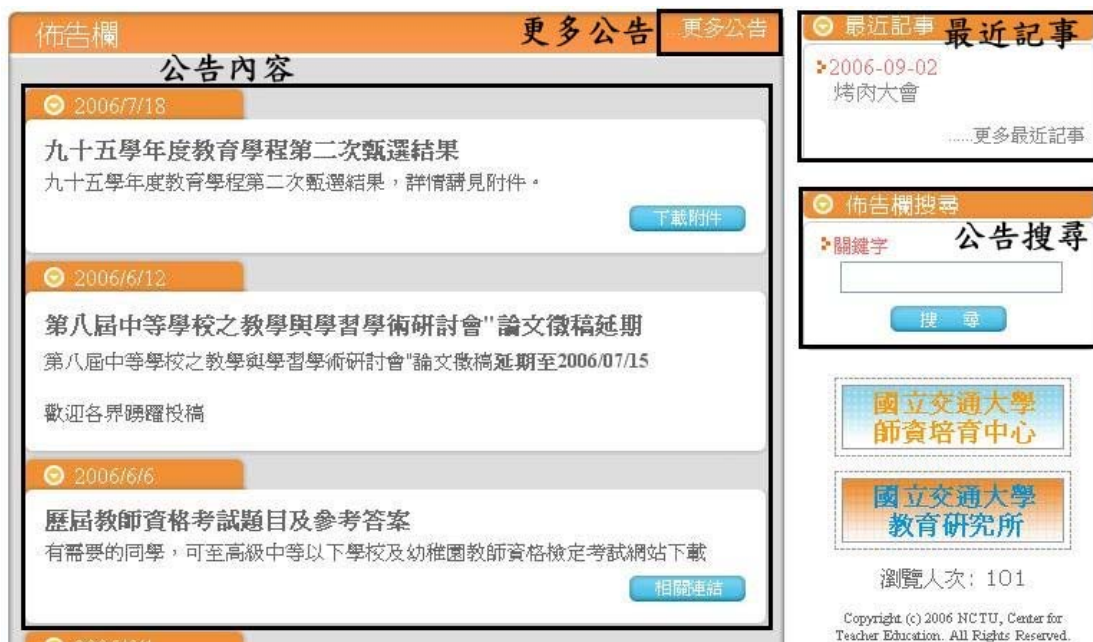 佈告欄
更多公告
...更多公告
公告內容
2006/7/18
九十五學年度教育學程第二次甄選結果
九十五學年度教育學程第二次甄選結果，詳情請見附件。
下載附件
2006/6/12
第八屆中等學校之教學與學習學術研討會"論文徵稿延期
第八屆中等學校之教學與學習學術研討會"論文徵稿延期至2006/07/15
歡迎各界踴躍投稿
2006/6/6
歷屆教師資格考試題目及參考答案
有需要的同學，可至高級中等以下學校及幼稚園教師資格檢定考試網站下載
相關連結
最近記事
最近記事
2006-09-02
烤肉大會
......更多最近記事
佈告欄搜尋
公告搜尋
關鍵字
搜 尋
國立交通大學
師資培育中心
國立交通大學
教育研究所
瀏覽人次: 101
Copyright (c) 2006 NCTU, Center for
Teacher Education. All Rights Reserved.